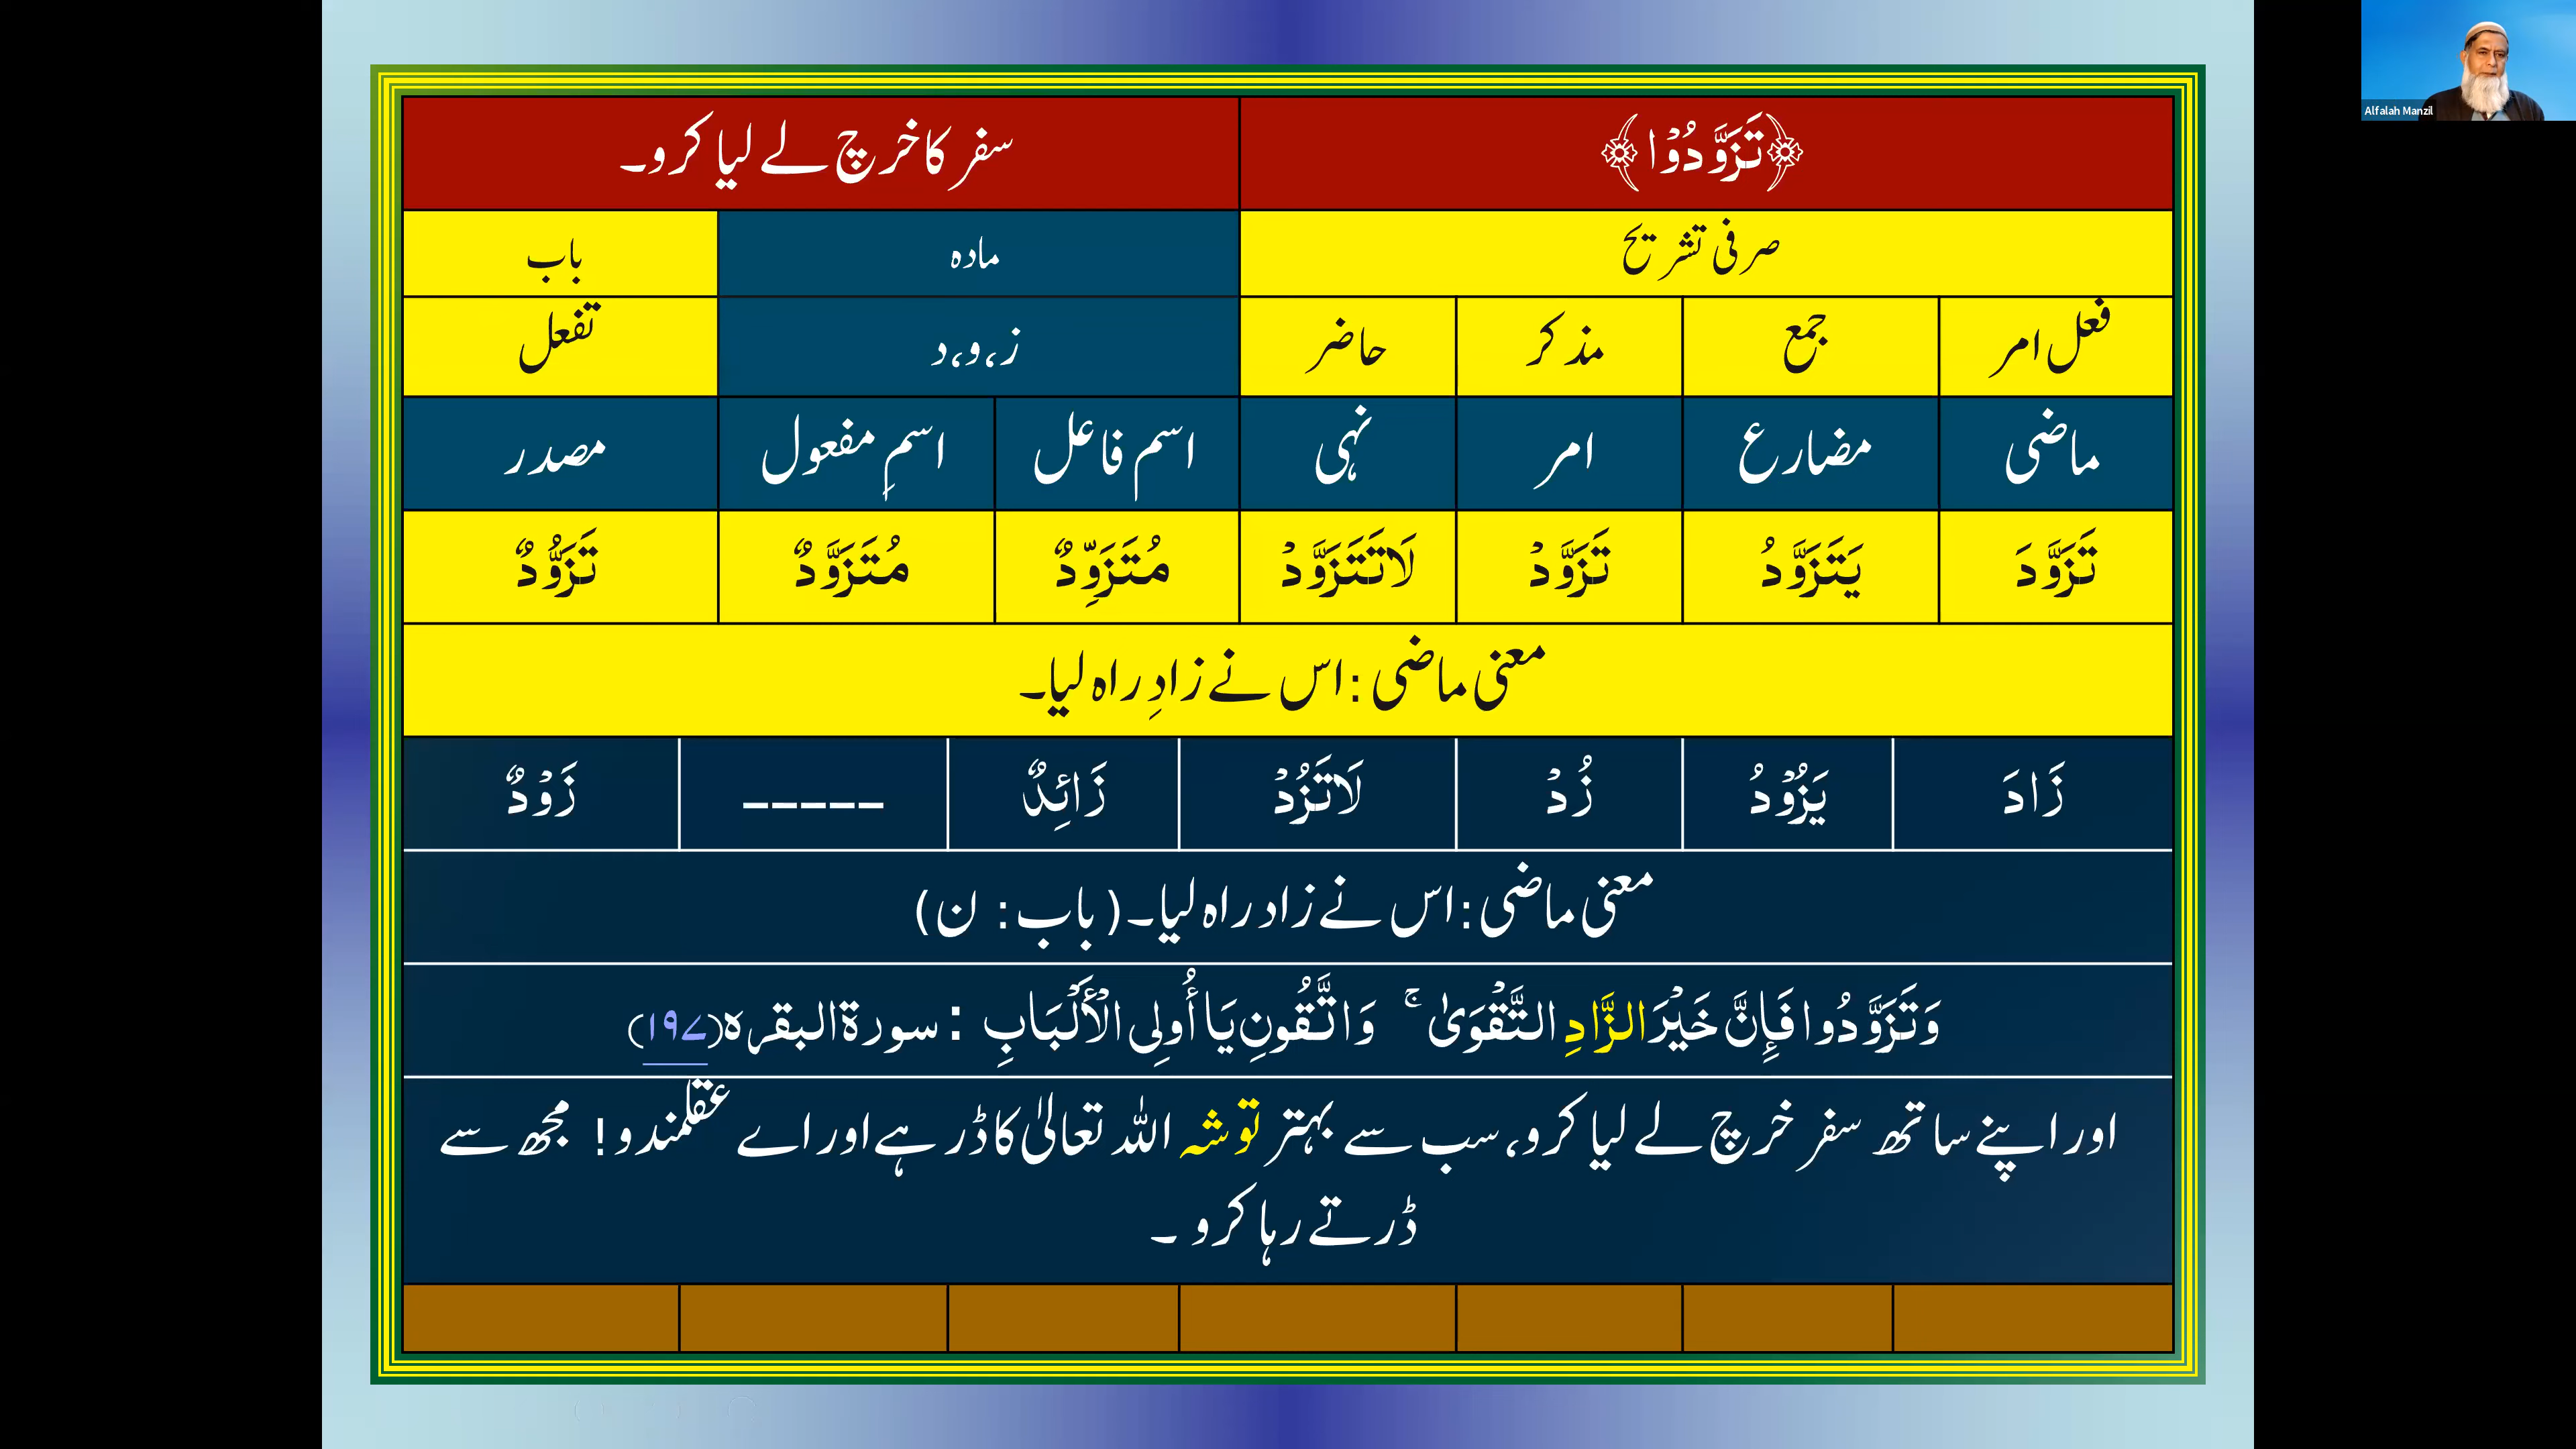 ﴿تَزَوَّدُوْا﴾ سفر کا خرچ لے لیا کرو۔
صرفی تشریح مادہ باب
فعل امر جمع مذکر حاضر ز،و،د تفعل
ماضی مضارع امر نہی اسم فاعل اسمِ مفعول مصدر
تَزَوَّدَ يَتَزَوَّدُ تَزَوَّدْ لَاتَتَزَوَّدْ مُتَزَوِّدٌ مُتَزَوَّدٌ تَزَوُّدٌ
معنی ماضی :اس نے زادِ راہ لیا۔
زَادَ يَزُوْدُ زُدْ لَاتَزُدْ زَائِدٌ ----- زَوْدٌ
معنی ماضی :اس نے زاد راہ لیا۔( باب: ن)
وَتَزَوَّدُوا فَإِنَّ خَيْرَ الزَّادِ التَّقْوَىٰ ۚ وَاتَّقُونِ يَا أُولِي الْأَلْبَابِ : سورۃ البقرہ(۱۹۷)
اور اپنے ساتھ سفر خرچ لے لیا کرو، سب سے بہتر توشہ اللہ تعالیٰ کا ڈر ہے اور اے عقلمندو! مجھ سے
ڈرتے رہا کرو ۔
Alfalah Manzil